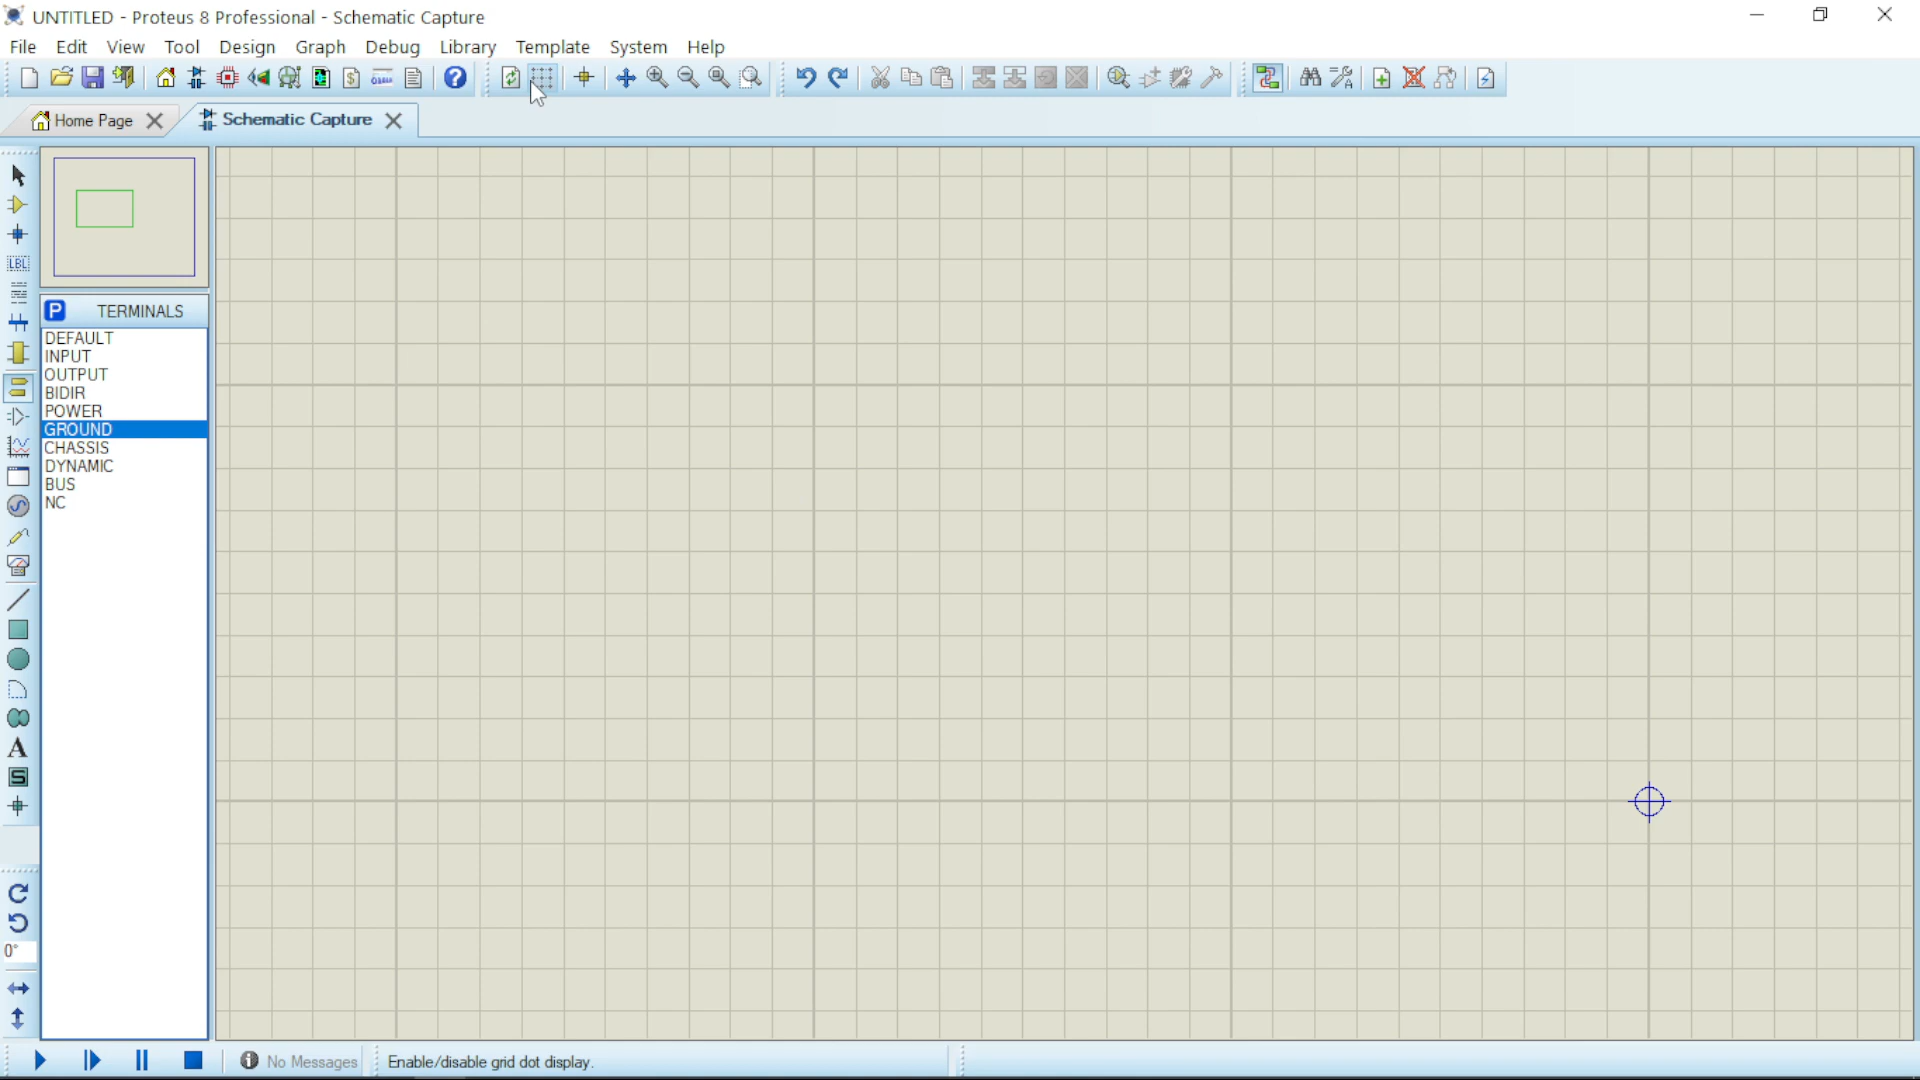 UNTITLED - Proteus 8 Professional - Schematic Capture
File Edit View Tool Design Graph Debug Library Template System Help
Home Page Schematic Capture
LBL
P TERMINALS
DEFAULT
INPUT
OUTPUT
BIDIR
POWER
GROUND
CHASSIS
DYNAMIC
BUS
NC
A
S
0°
No Messages Enable/disable grid dot display.